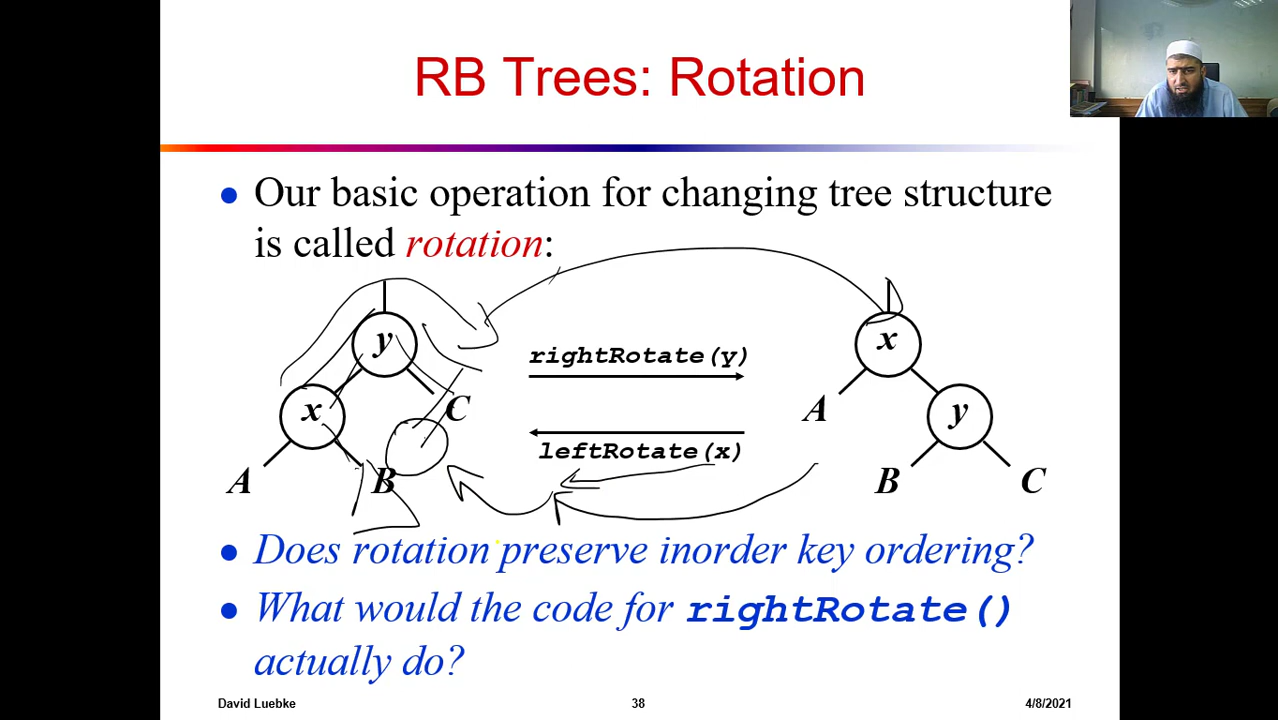 RB Trees: Rotation
Our basic operation for changing tree structure
is called rotation:
y
x
C
A
B
rightRotate(y)
leftRotate(x)
x
A
y
B
C
Does rotation preserve inorder key ordering?
What would the code for rightRotate()
actually do?
David Luebke
38
4/8/2021